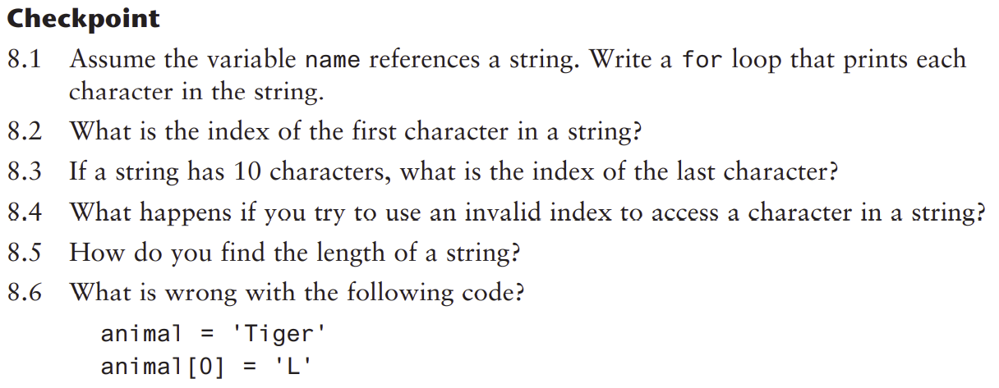 Checkpoint
8.1 Assume the variable name references a string. Write a for loop that prints each
character in the string.
8.2 What is the index of the first character in a string?
8.3 If a string has 10 characters, what is the index of the last character?
8.4 What happens if you try to use an invalid index to access a character in a string?
8.5 How do you find the length of a string?
8.6 What is wrong with the following code?
animal = 'Tiger'
animal[0] = 'L'